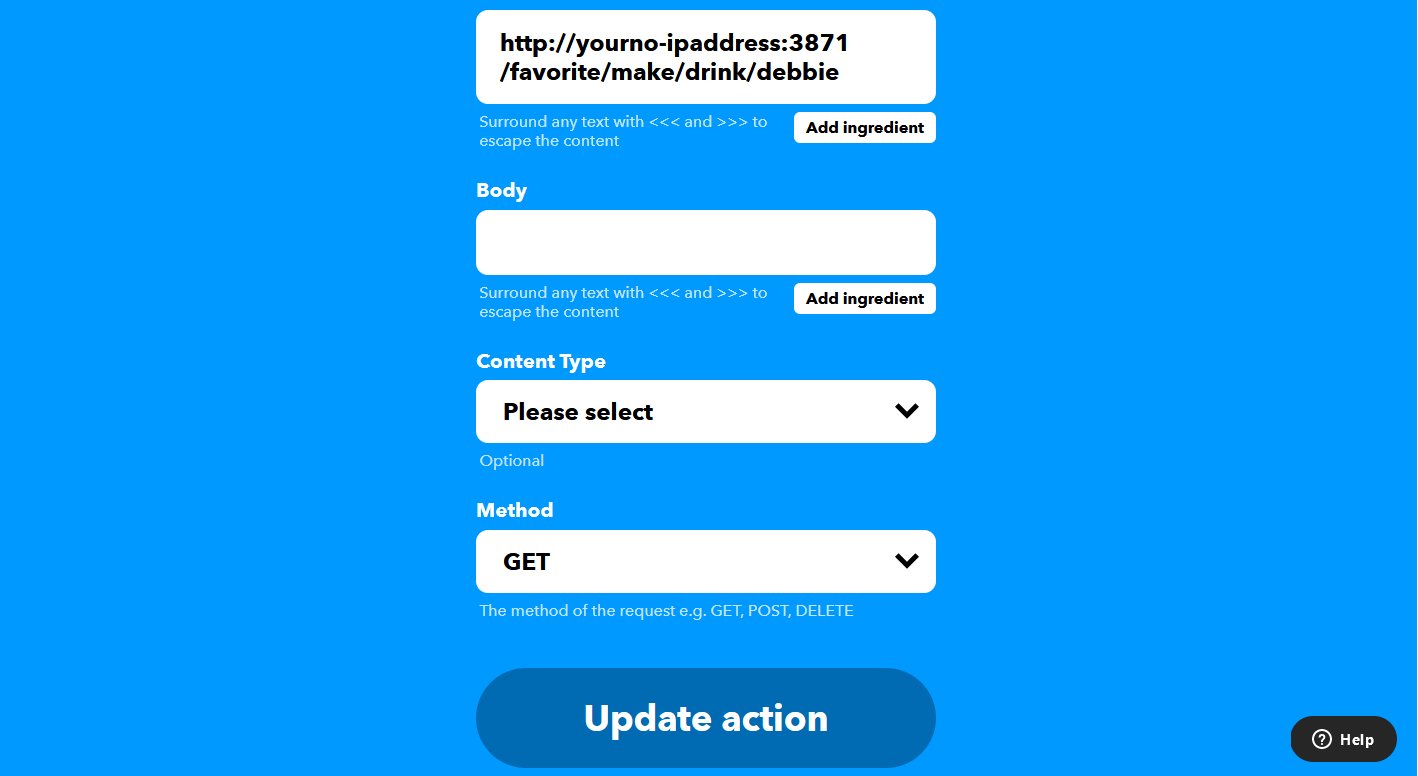 http://yourno-ipaddress:3871
/favorite/make/drink/debbie
Surround any text with <<< and >>> to
escape the content
Add ingredient
Body
Surround any text with <<< and >>> to
escape the content
Add ingredient
Content Type
Please select
Optional
Method
GET
The method of the request e.g. GET, POST, DELETE
Update action
Help